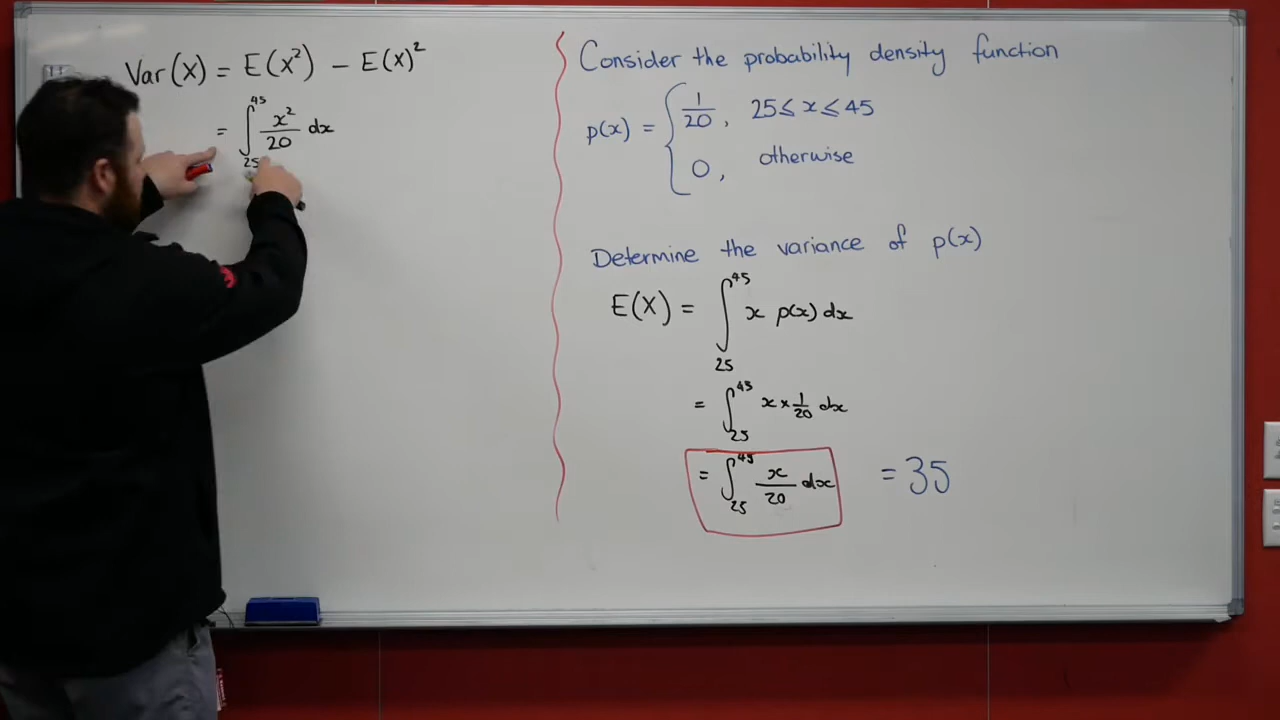 Var(X) = E(X²) − E(X)²
= ∫₂₅⁴⁵ x²/20 dx
Consider the probability density function
p(x) = { 1/20, 25 ≤ x ≤ 45
0, otherwise
Determine the variance of p(x)
E(X) = ∫₂₅⁴⁵ x p(x) dx
= ∫₂₅⁴⁵ x × 1/20 dx
= ∫₂₅⁴⁵ x/20 dx = 35